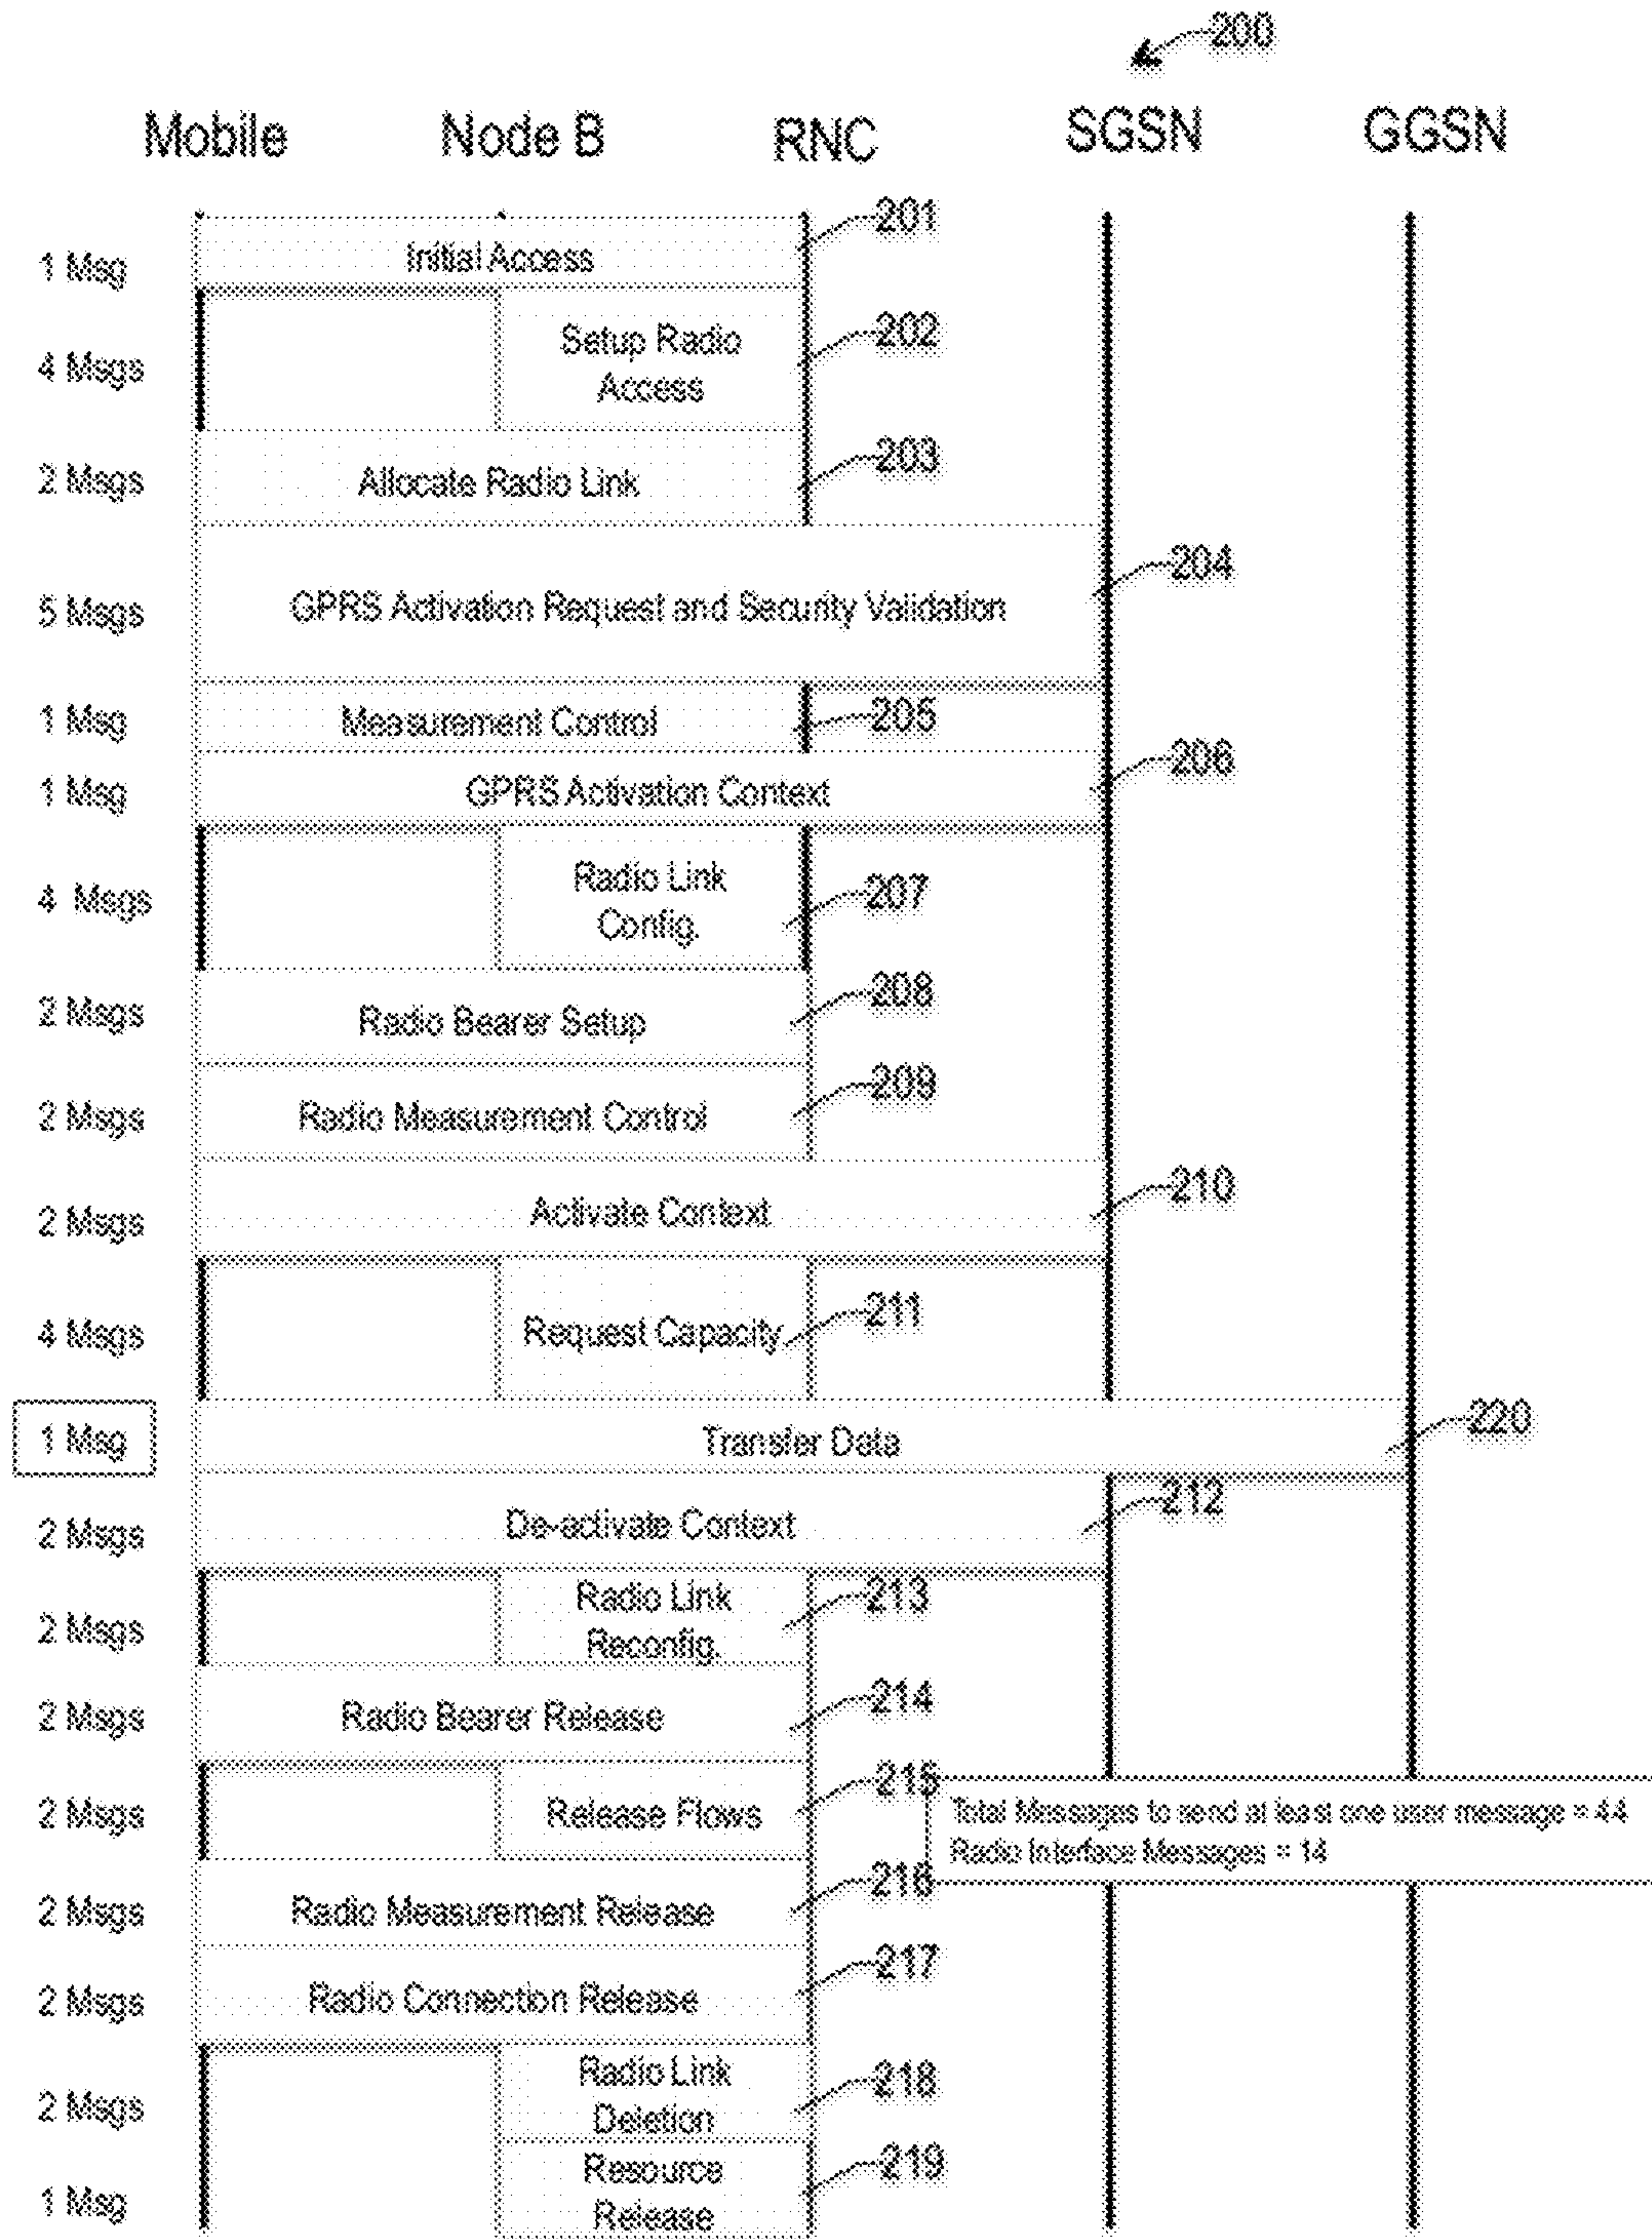 200
Mobile Node B RNC SGSN GGSN
201
1 Msg Initial Access
202
4 Msgs Setup Radio
Access
203
2 Msgs Allocate Radio Link
204
5 Msgs GPRS Activation Request and Security Validation
1 Msg Measurement Control 205
206
1 Msg GPRS Activation Context
4 Msgs Radio Link
Config. 207
208
2 Msgs Radio Bearer Setup
209
2 Msgs Radio Measurement Control
210
2 Msgs Activate Context
211
4 Msgs Request Capacity
220
1 Msg Transfer Data
212
2 Msgs De-activate Context
213
2 Msgs Radio Link
Reconfig.
214
2 Msgs Radio Bearer Release
215
2 Msgs Release Flows
Total Messages to send at least one user message = 44
Radio Interface Messages = 14
216
2 Msgs Radio Measurement Release
217
2 Msgs Radio Connection Release
218
2 Msgs Radio Link
Deletion
219
1 Msg Resource
Release